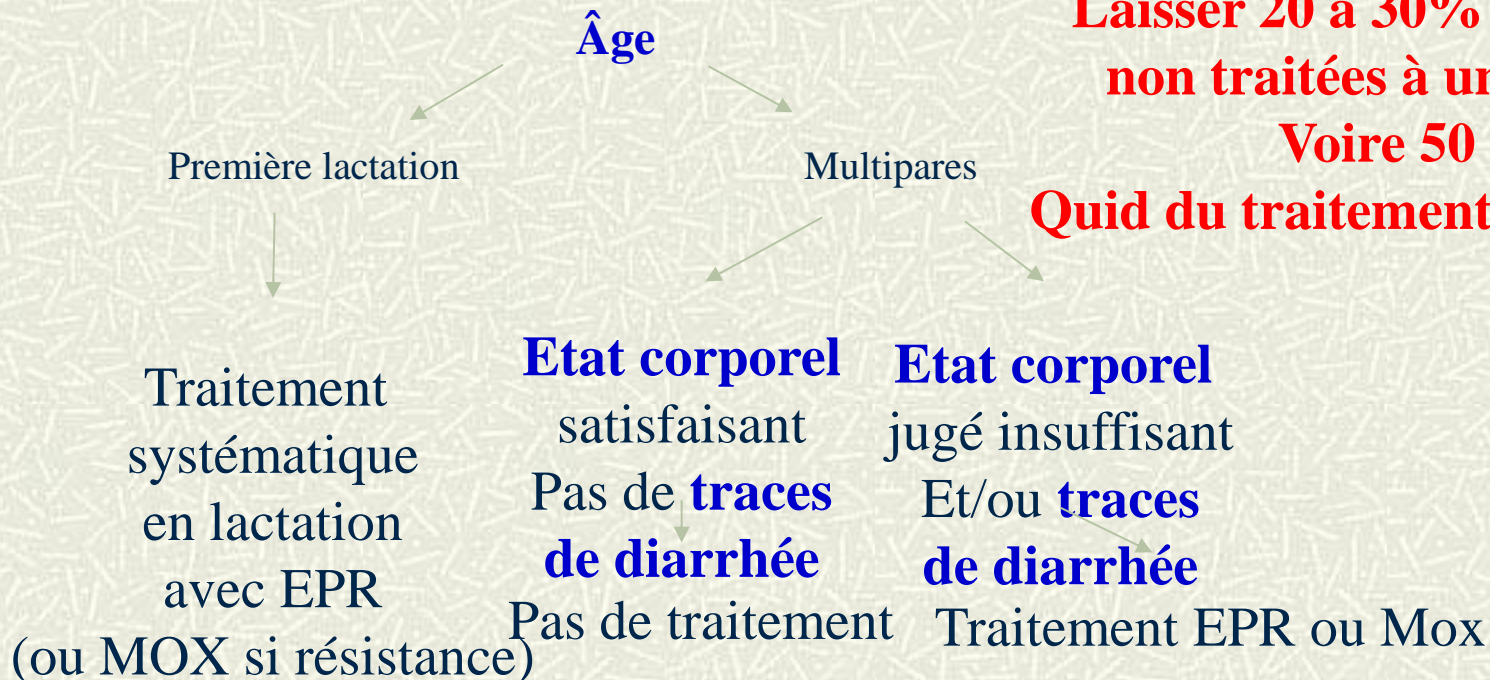 Âge
Laisser 20 à 30%
non traitées à
Voire 50
Quid du traitement
Première lactation
Multipares
Traitement
systématique
en lactation
avec EPR
(ou MOX si résistance)
Etat corporel
satisfaisant
Pas de traces
de diarrhée
Pas de traitement
Etat corporel
jugé insuffisant
Et/ou traces
de diarrhée
Traitement EPR ou Mox